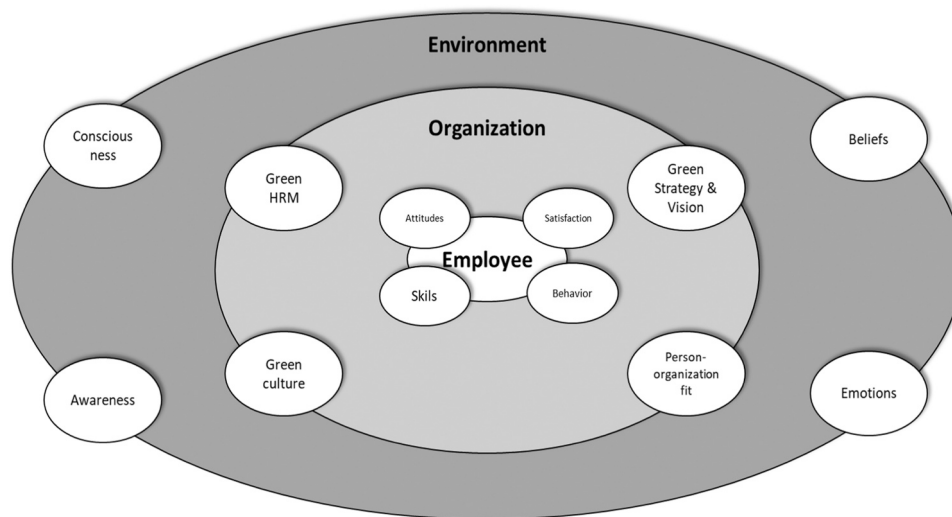 Environment
Conscious
ness
Beliefs
Organization
Green
HRM
Green
Strategy &
Vision
Attitudes
Satisfaction
Employee
Skils
Behavior
Green
culture
Person-
organization
fit
Awareness
Emotions